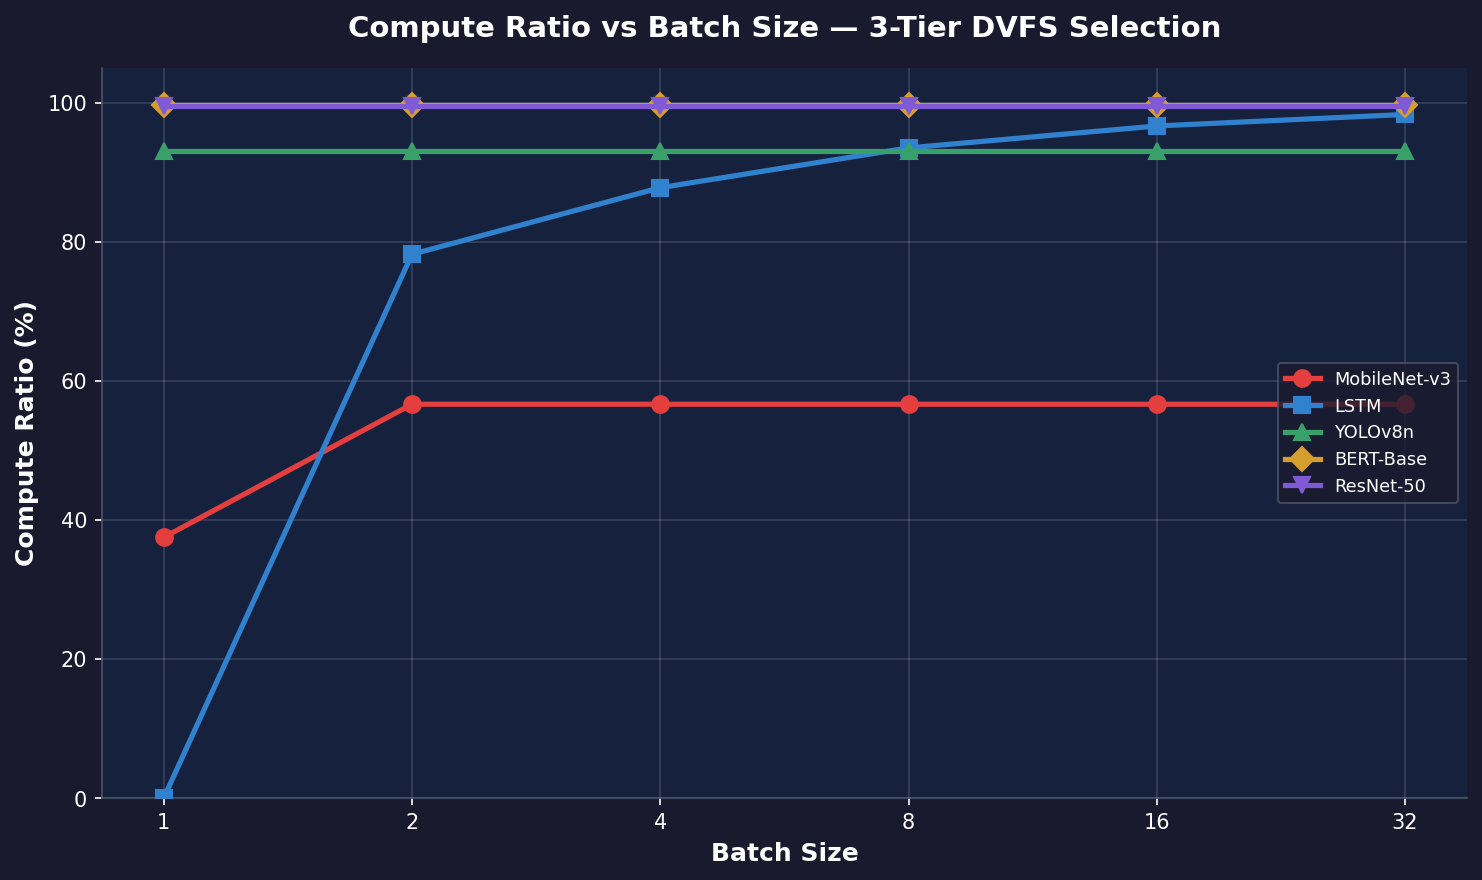 Compute Ratio vs Batch Size — 3-Tier DVFS Selection
Compute Ratio (%)
100
80
60
40
20
0
MobileNet-v3
LSTM
YOLOv8n
BERT-Base
ResNet-50
1 2 4 8 16 32
Batch Size